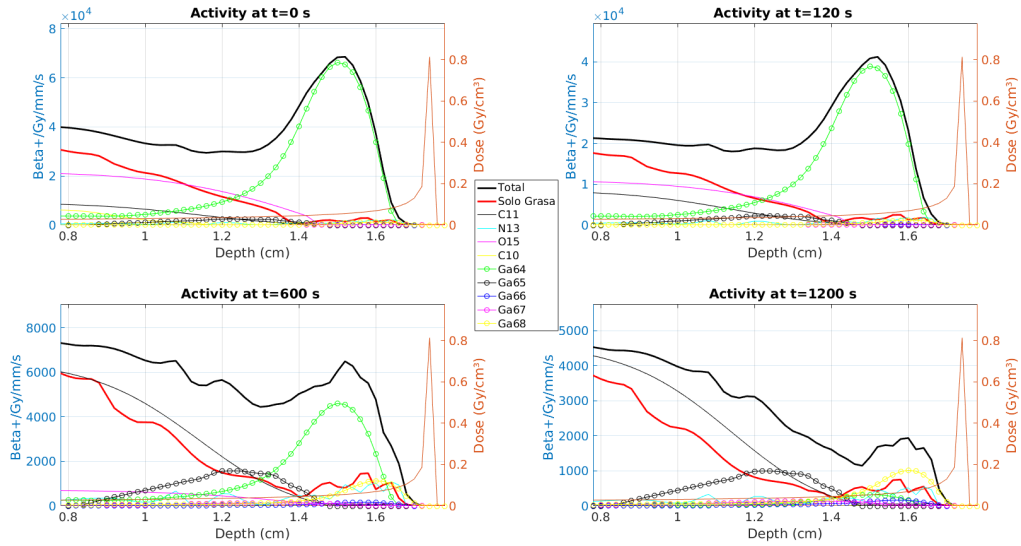 Activity at t=0 s
×10⁴
8
6
4
2
0
Beta+/Gy/mm/s
0.8
0.6
0.4
0.2
0
Dose (Gy/cm³)
0.8 1 1.2 1.4 1.6
Depth (cm)
Activity at t=120 s
×10⁴
4
3
2
1
0
Beta+/Gy/mm/s
0.8
0.6
0.4
0.2
0
Dose (Gy/cm³)
0.8 1 1.2 1.4 1.6
Depth (cm)
Total
Solo Grasa
C11
N13
O15
C10
Ga64
Ga65
Ga66
Ga67
Ga68
Activity at t=600 s
8000
6000
4000
2000
0
Beta+/Gy/mm/s
0.8
0.6
0.4
0.2
0
Dose (Gy/cm³)
0.8 1 1.2 1.4 1.6
Depth (cm)
Activity at t=1200 s
5000
4000
3000
2000
1000
0
Beta+/Gy/mm/s
0.8
0.6
0.4
0.2
0
Dose (Gy/cm³)
0.8 1 1.2 1.4 1.6
Depth (cm)